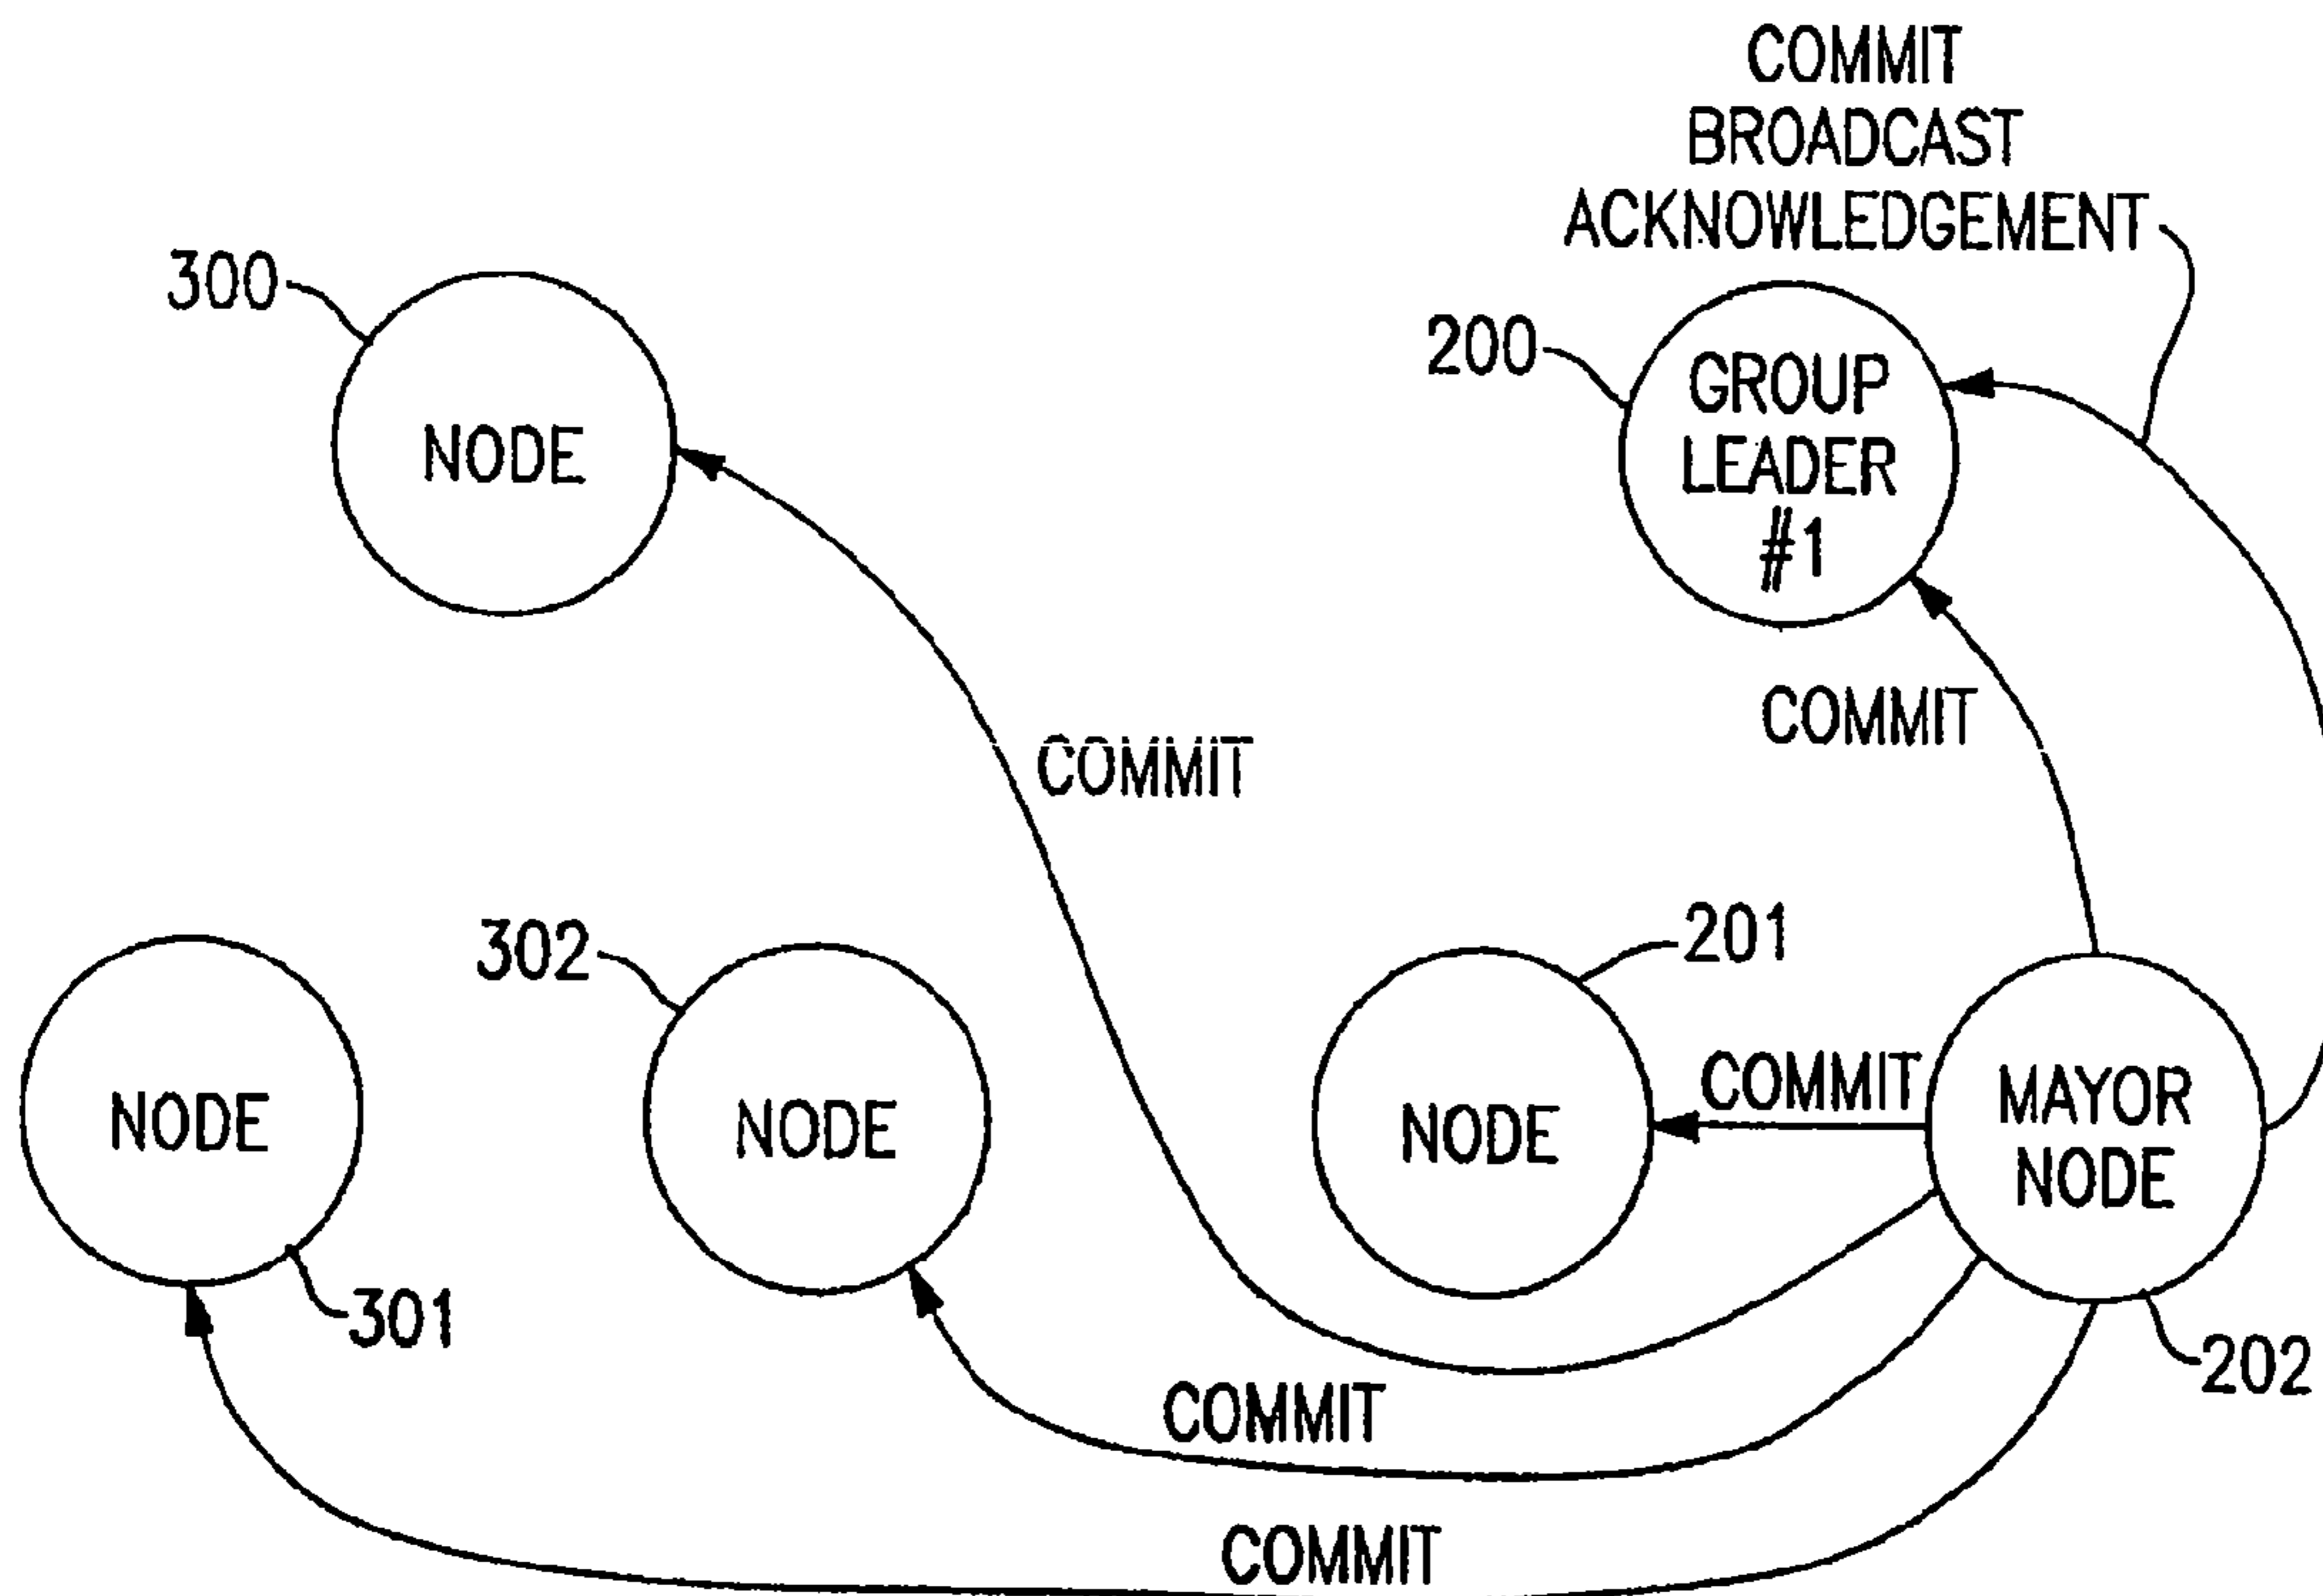 COMMIT
BROADCAST
ACKNOWLEDGEMENT
300
NODE
200
GROUP
LEADER
#1
COMMIT
COMMIT
302
201
NODE
NODE
NODE
COMMIT
MAYOR
NODE
301
202
COMMIT
COMMIT